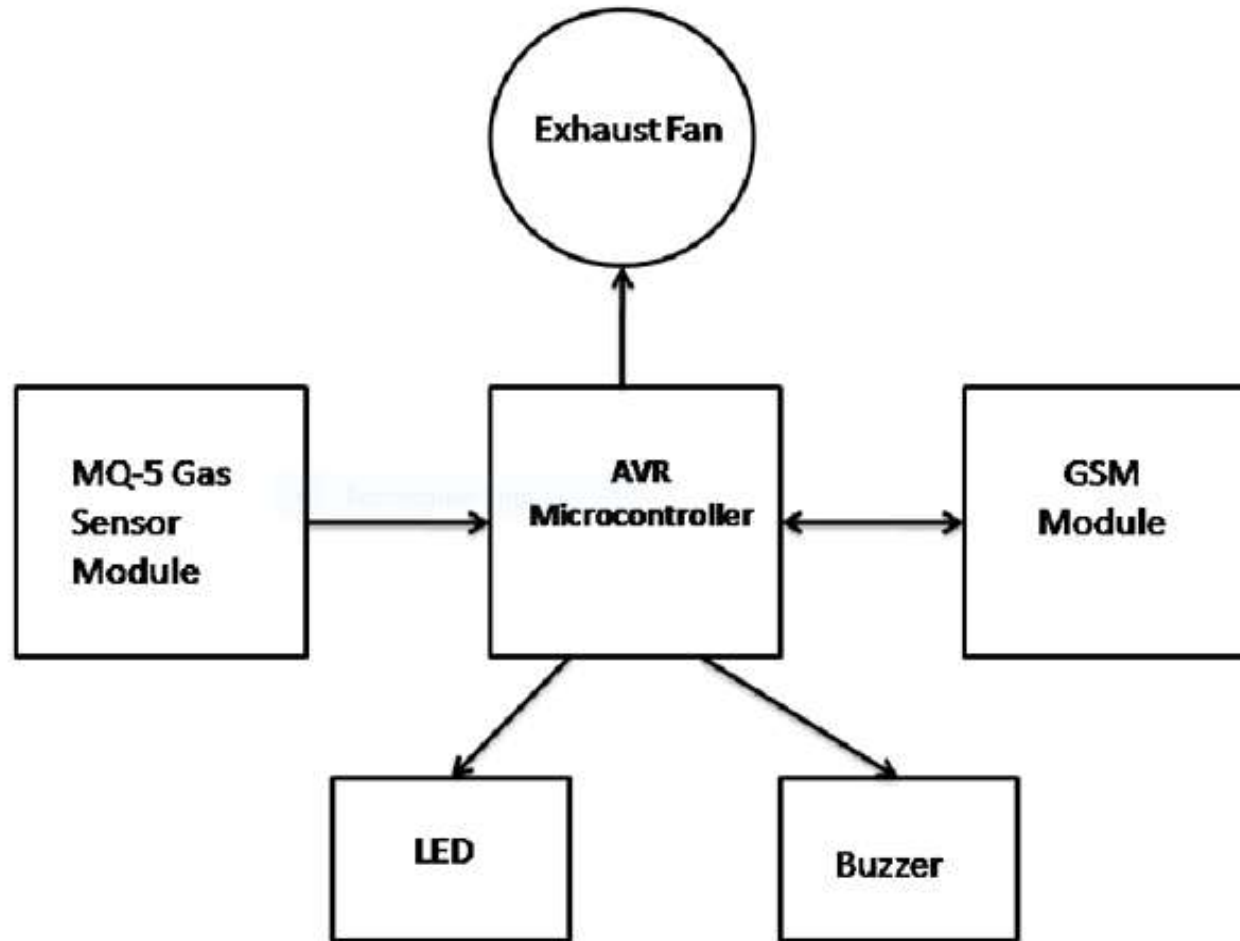 Exhaust Fan
MQ-5 Gas
Sensor
Module
AVR
Microcontroller
GSM
Module
LED
Buzzer